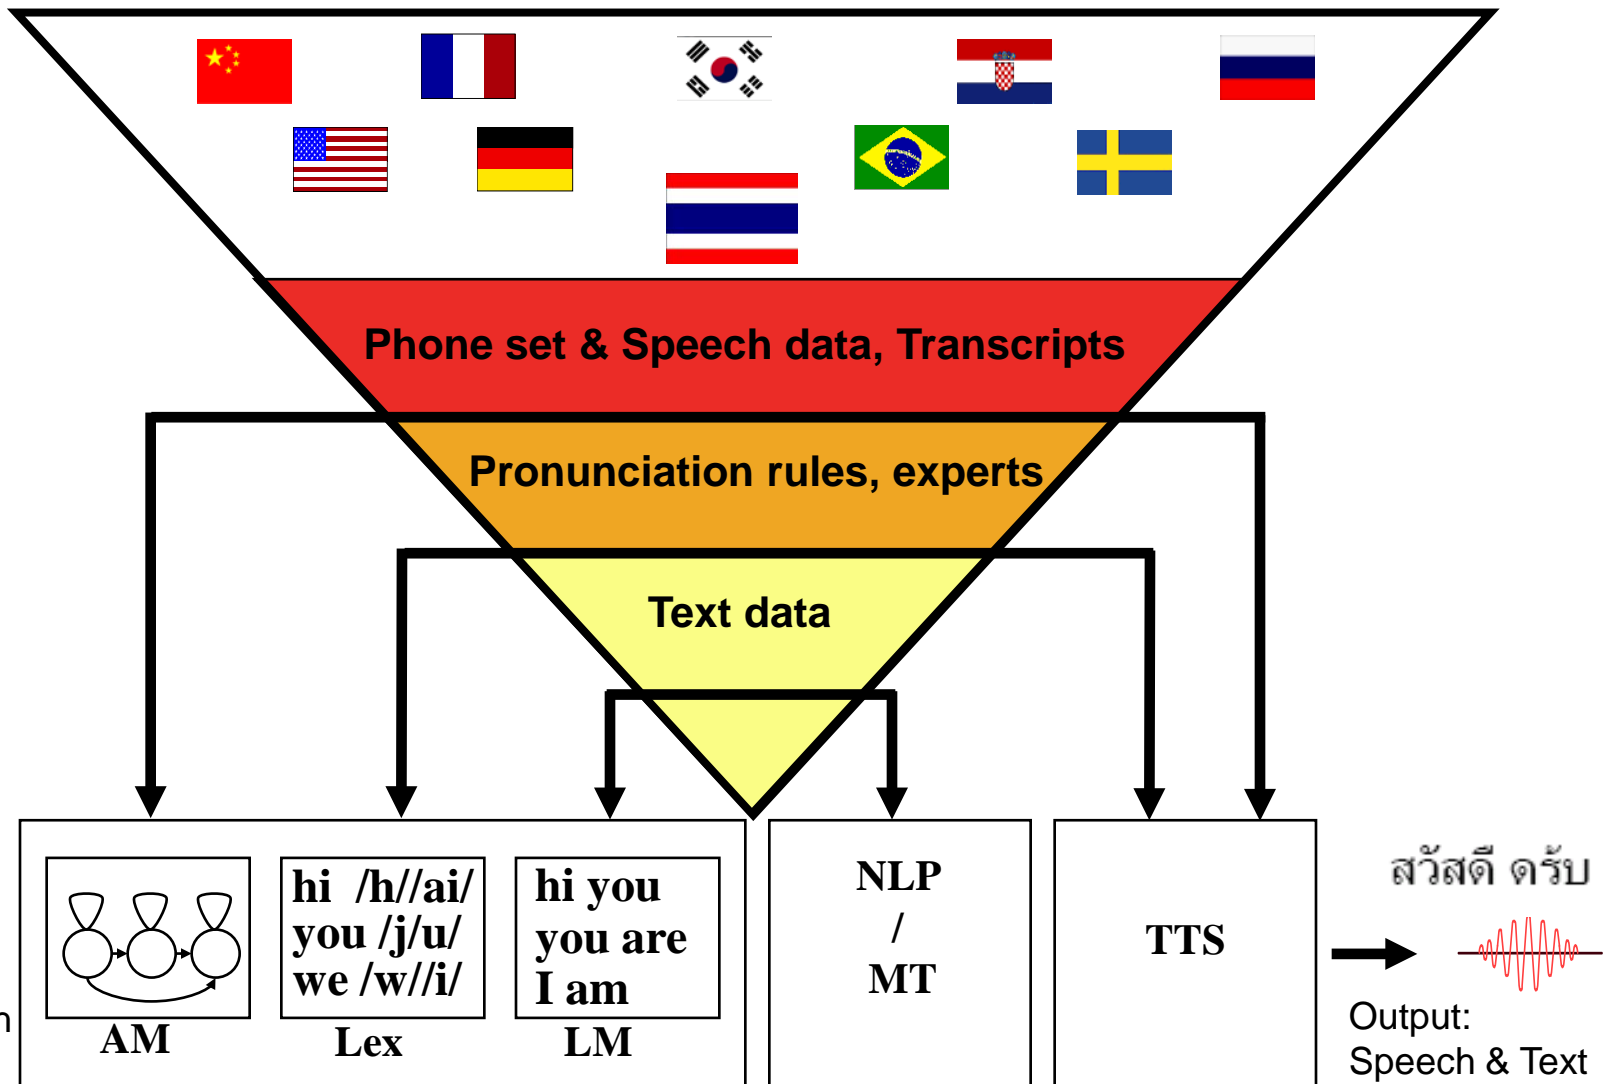 Phone set & Speech data, Transcripts
Pronunciation rules, experts
Text data
hi /h//ai/
you /j/u/
we /w//i/
hi you
you are
I am
AM
Lex
LM
NLP
/
MT
TTS
สวัสดี ดรับ
Output:
Speech & Text